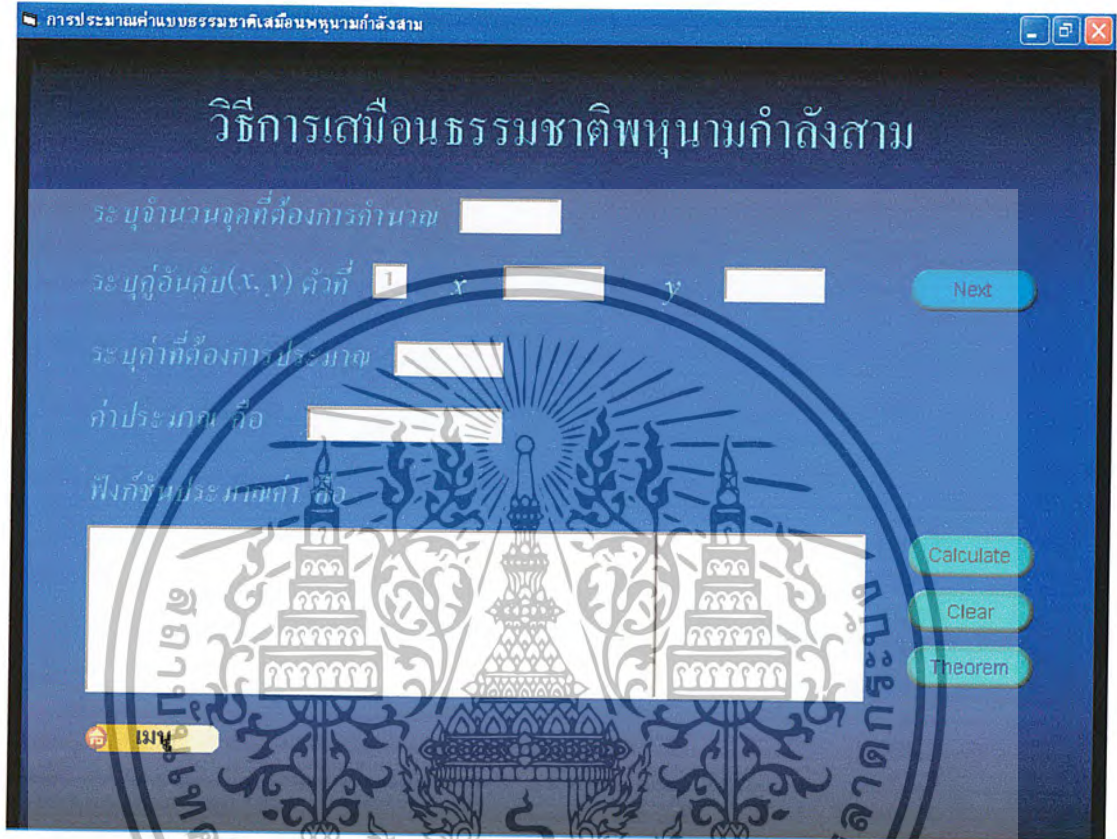 การประมาณค่าแบบธรรมชาติเสมือนพหุนามกำลังสาม
วิธีการเสมือนธรรมชาติพหุนามกำลังสาม
ระบุจำนวนจุดที่ต้องการคำนวณ
ระบุคู่อันดับ(x, y) ตัวที่ 1 x y Next
ระบุค่าที่ต้องการประมาณ
ค่าประมาณ คือ
ฟังก์ชันประมาณค่า คือ
Calculate
Clear
Theorem
เมนู